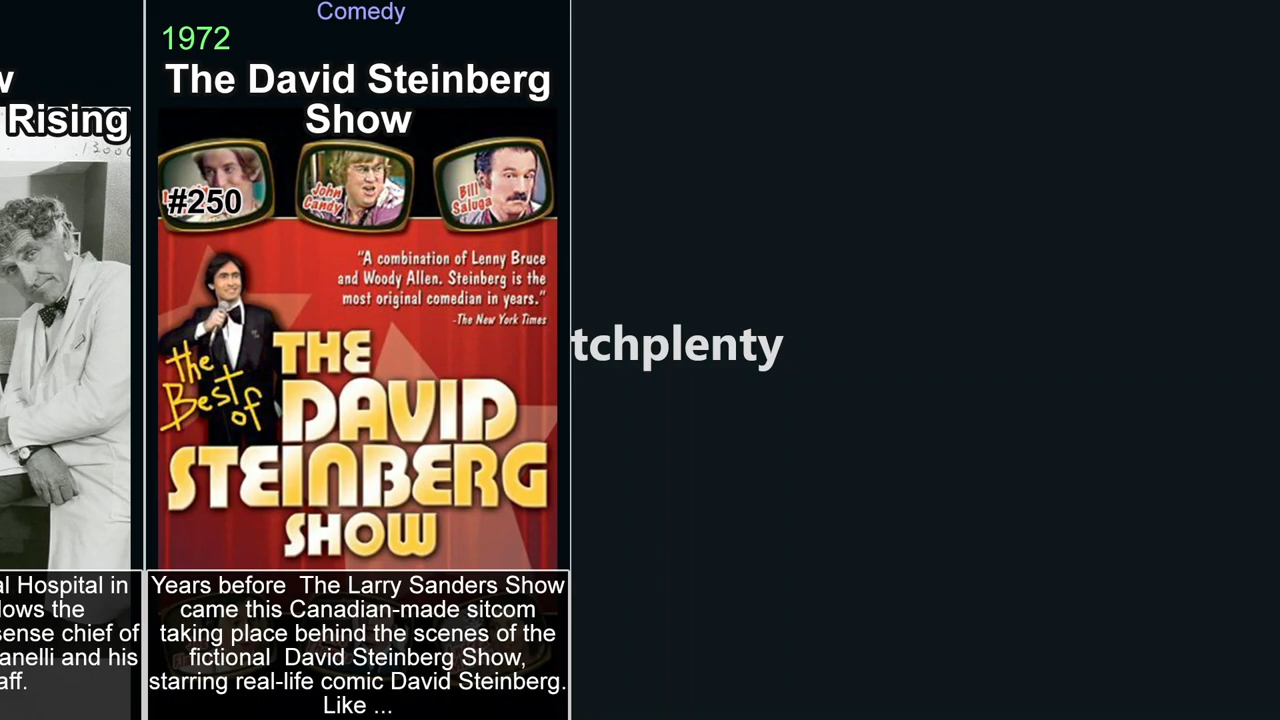 Comedy
1972
The David Steinberg
Show
w
Rising
#250
John
Candy
Bill
Saluga
"A combination of Lenny Bruce
and Woody Allen. Steinberg is the
most original comedian in years."
-The New York Times
the
Best
of
THE
DAVID
STEINBERG
SHOW
tchplenty
al Hospital in
lows the
sense chief of
anelli and his
aff.
Years before The Larry Sanders Show
came this Canadian-made sitcom
taking place behind the scenes of the
fictional David Steinberg Show,
starring real-life comic David Steinberg.
Like ...